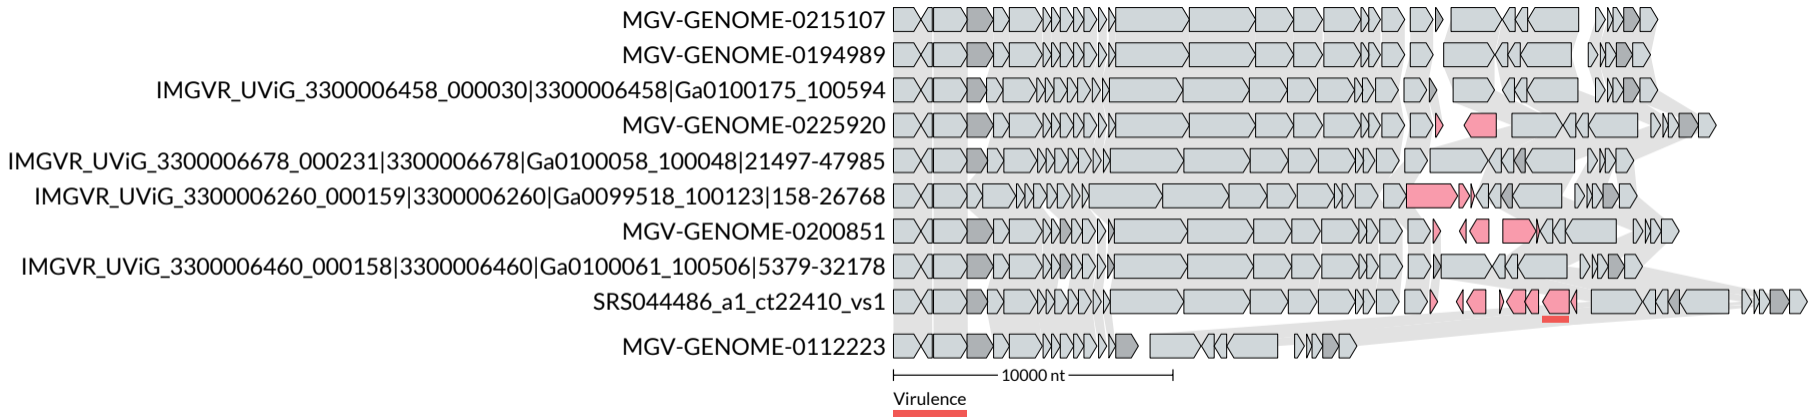 MGV-GENOME-0215107
MGV-GENOME-0194989
IMGVR_UViG_3300006458_000030|3300006458|Ga0100175_100594
MGV-GENOME-0225920
IMGVR_UViG_3300006678_000231|3300006678|Ga0100058_100048|21497-47985
IMGVR_UViG_3300006260_000159|3300006260|Ga0099518_100123|158-26768
MGV-GENOME-0200851
IMGVR_UViG_3300006460_000158|3300006460|Ga0100061_100506|5379-32178
SRS044486_a1_ct22410_vs1
MGV-GENOME-0112223
10000 nt
Virulence